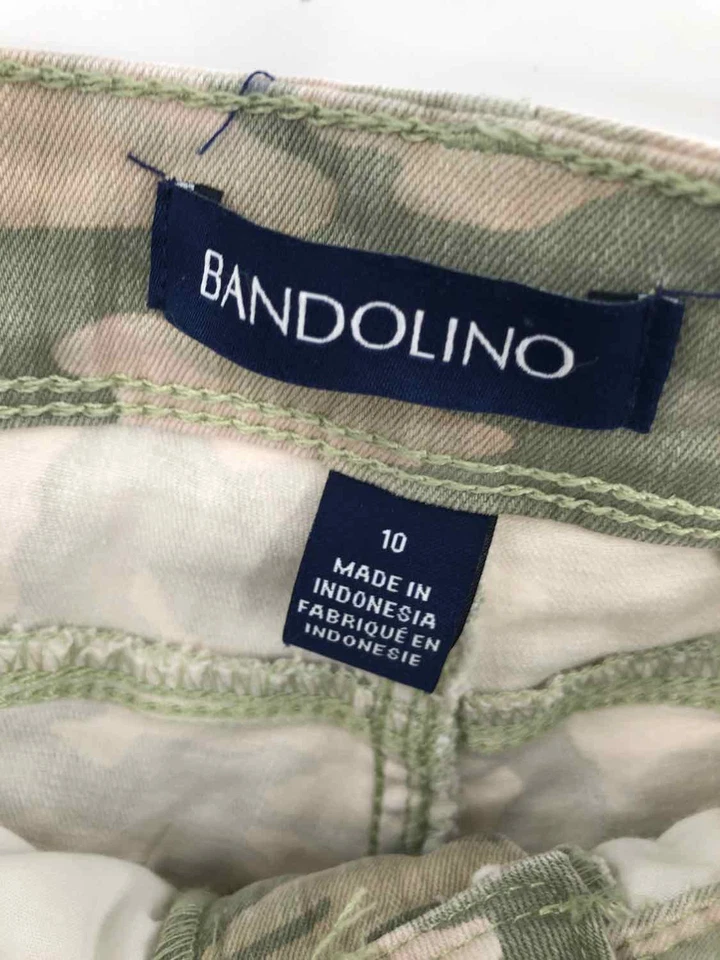 BANDOLINO
10
MADE IN
INDONESIA
FABRIQUÉ EN
INDONESIE